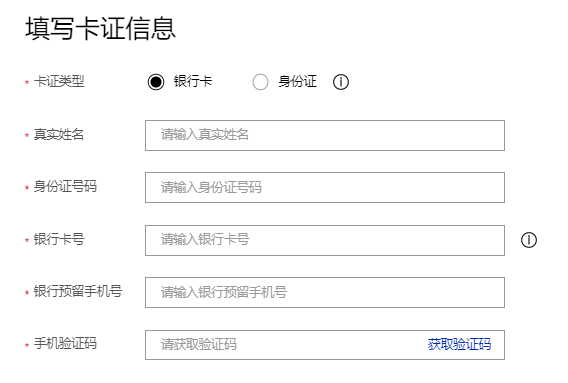 填写卡证信息
* 卡证类型 银行卡 身份证
* 真实姓名 请输入真实姓名
* 身份证号码 请输入身份证号码
* 银行卡号 请输入银行卡号
* 银行预留手机号 请输入银行预留手机号
* 手机验证码 请获取验证码 获取验证码